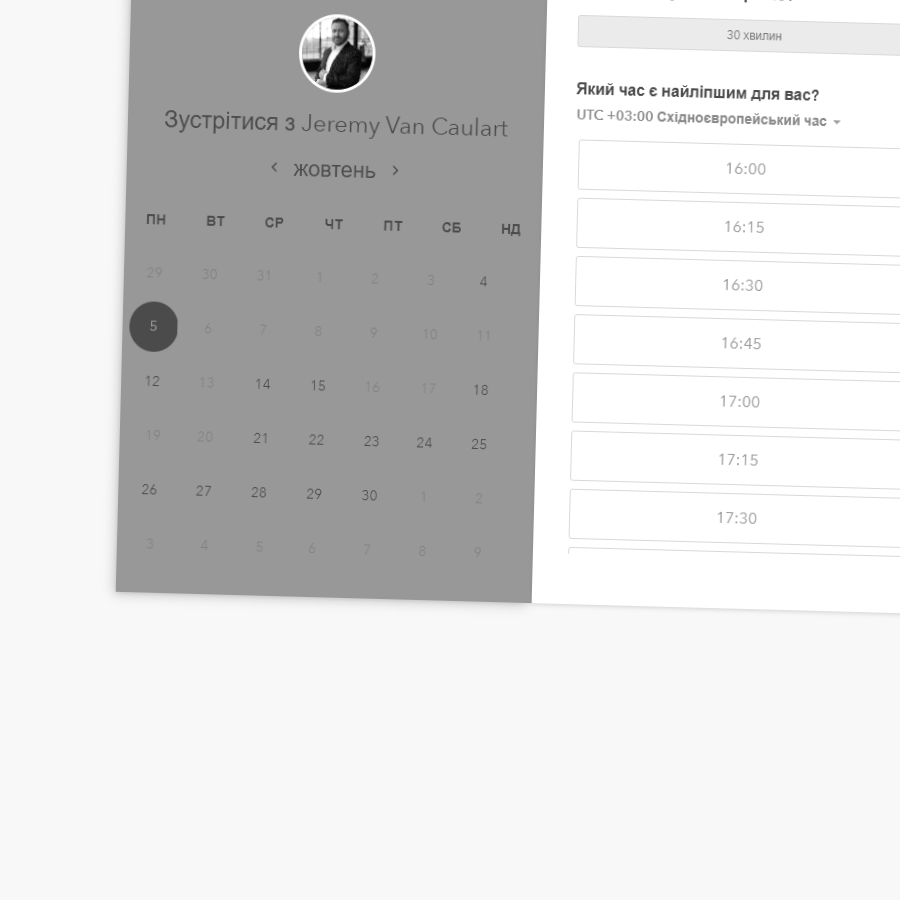 Зустрітися з Jeremy Van Caulart
жовтень
ПН ВТ СР ЧТ ПТ СБ НД
29 30 31 1 2 3 4
5 6 7 8 9 10 11
12 13 14 15 16 17 18
19 20 21 22 23 24 25
26 27 28 29 30 1 2
3 4 5 6 7 8 9
30 хвилин
Який час є найліпшим для вас?
UTC +03:00 Східноєвропейський час
16:00
16:15
16:30
16:45
17:00
17:15
17:30